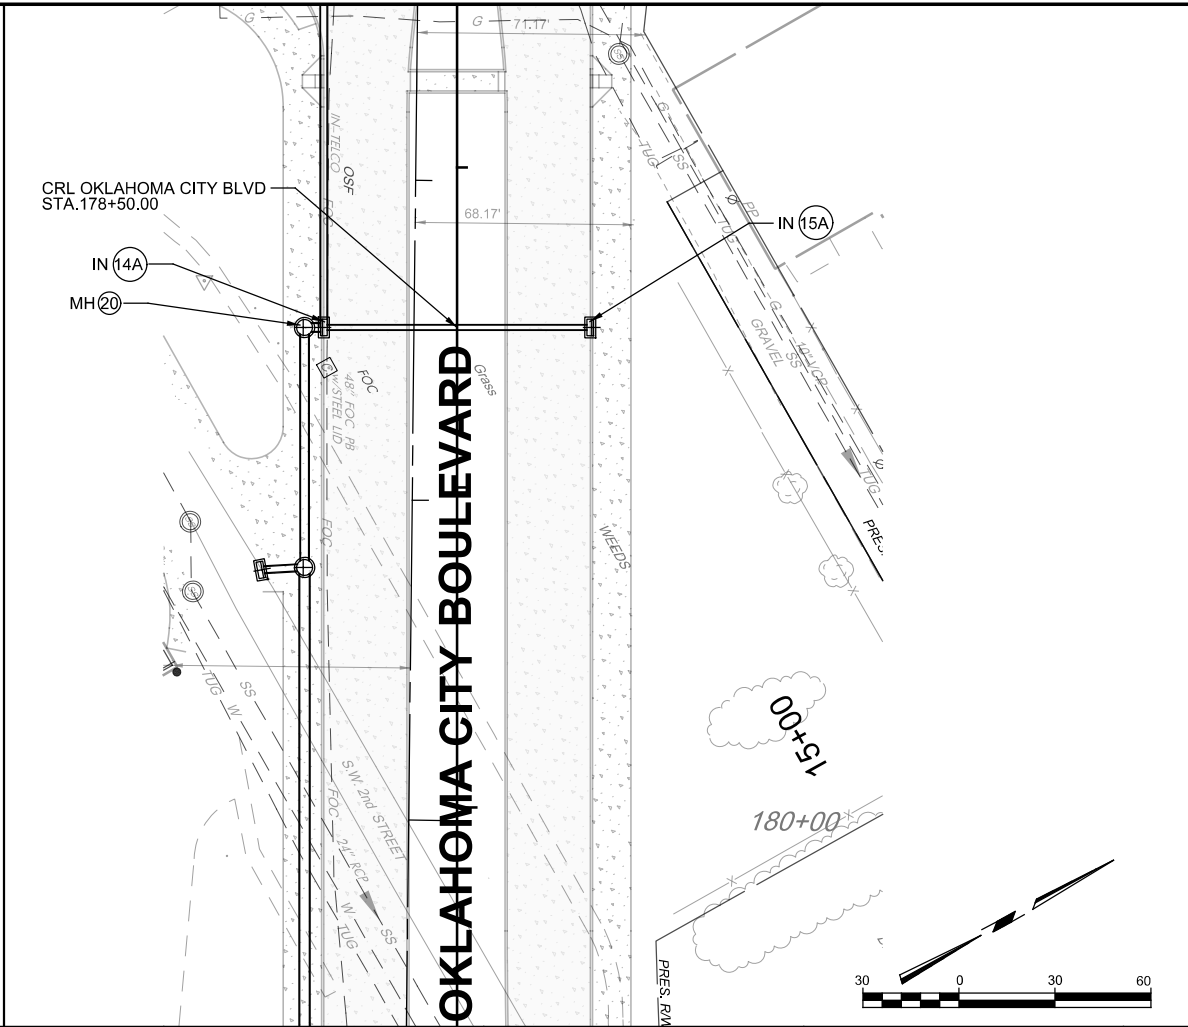 G
G
71.17'
SS
G
TUG
SS
IN-TELCO
OSF
FOC
CRL OKLAHOMA CITY BLVD
STA.178+50.00
68.17'
PP
TUG
IN 15A
IN 14A
MH 20
G
SS
GRAVEL
10" VCP
C
FOC
48" FOC PB
W/STEEL LID
Grass
TUG
FOC
WEEDS
PRES.
OKLAHOMA CITY BOULEVARD
TUG
W
SS
S.W. 2nd STREET
15+00
FOC
24" RCP
180+00
W
TUG
SS
PRES. R/W
30
0
30
60